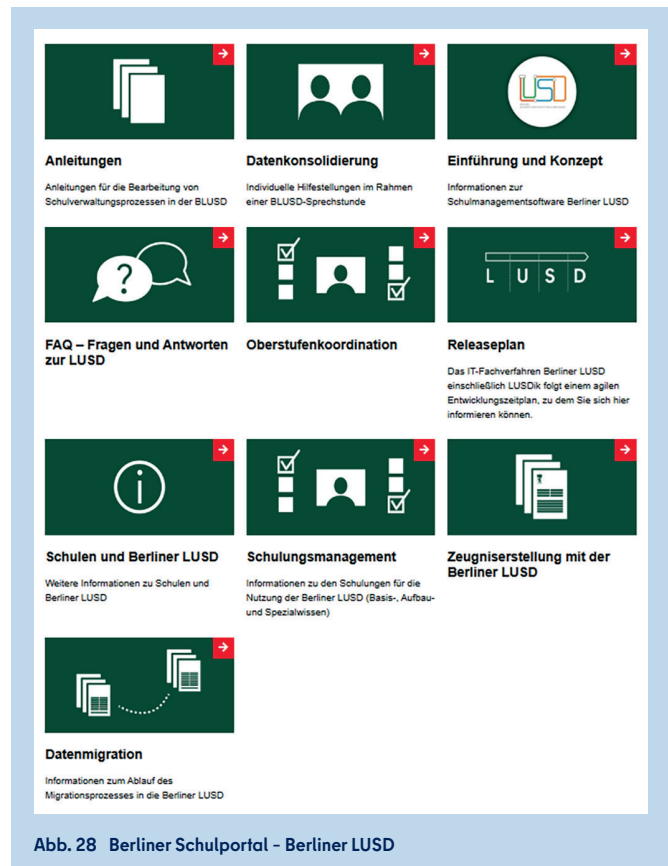 LUSD
Anleitungen
Anleitungen für die Bearbeitung von
Schulverwaltungsprozessen in der BLUSD
Datenkonsolidierung
Individuelle Hilfestellungen im Rahmen
einer BLUSD-Sprechstunde
Einführung und Konzept
Informationen zur
Schulmanagementsoftware Berliner LUSD
?
FAQ – Fragen und Antworten
zur LUSD
Oberstufenkoordination
L U S D
Releaseplan
Das IT-Fachverfahren Berliner LUSD
einschließlich LUSDik folgt einem agilen
Entwicklungszeitplan, zu dem Sie sich hier
informieren können.
i
Schulen und Berliner LUSD
Weitere Informationen zu Schulen und
Berliner LUSD
Schulungsmanagement
Informationen zu den Schulungen für die
Nutzung der Berliner LUSD (Basis-, Aufbau-
und Spezialwissen)
Zeugniserstellung mit der
Berliner LUSD
Datenmigration
Informationen zum Ablauf des
Migrationsprozesses in die Berliner LUSD
Abb. 28 Berliner Schulportal – Berliner LUSD